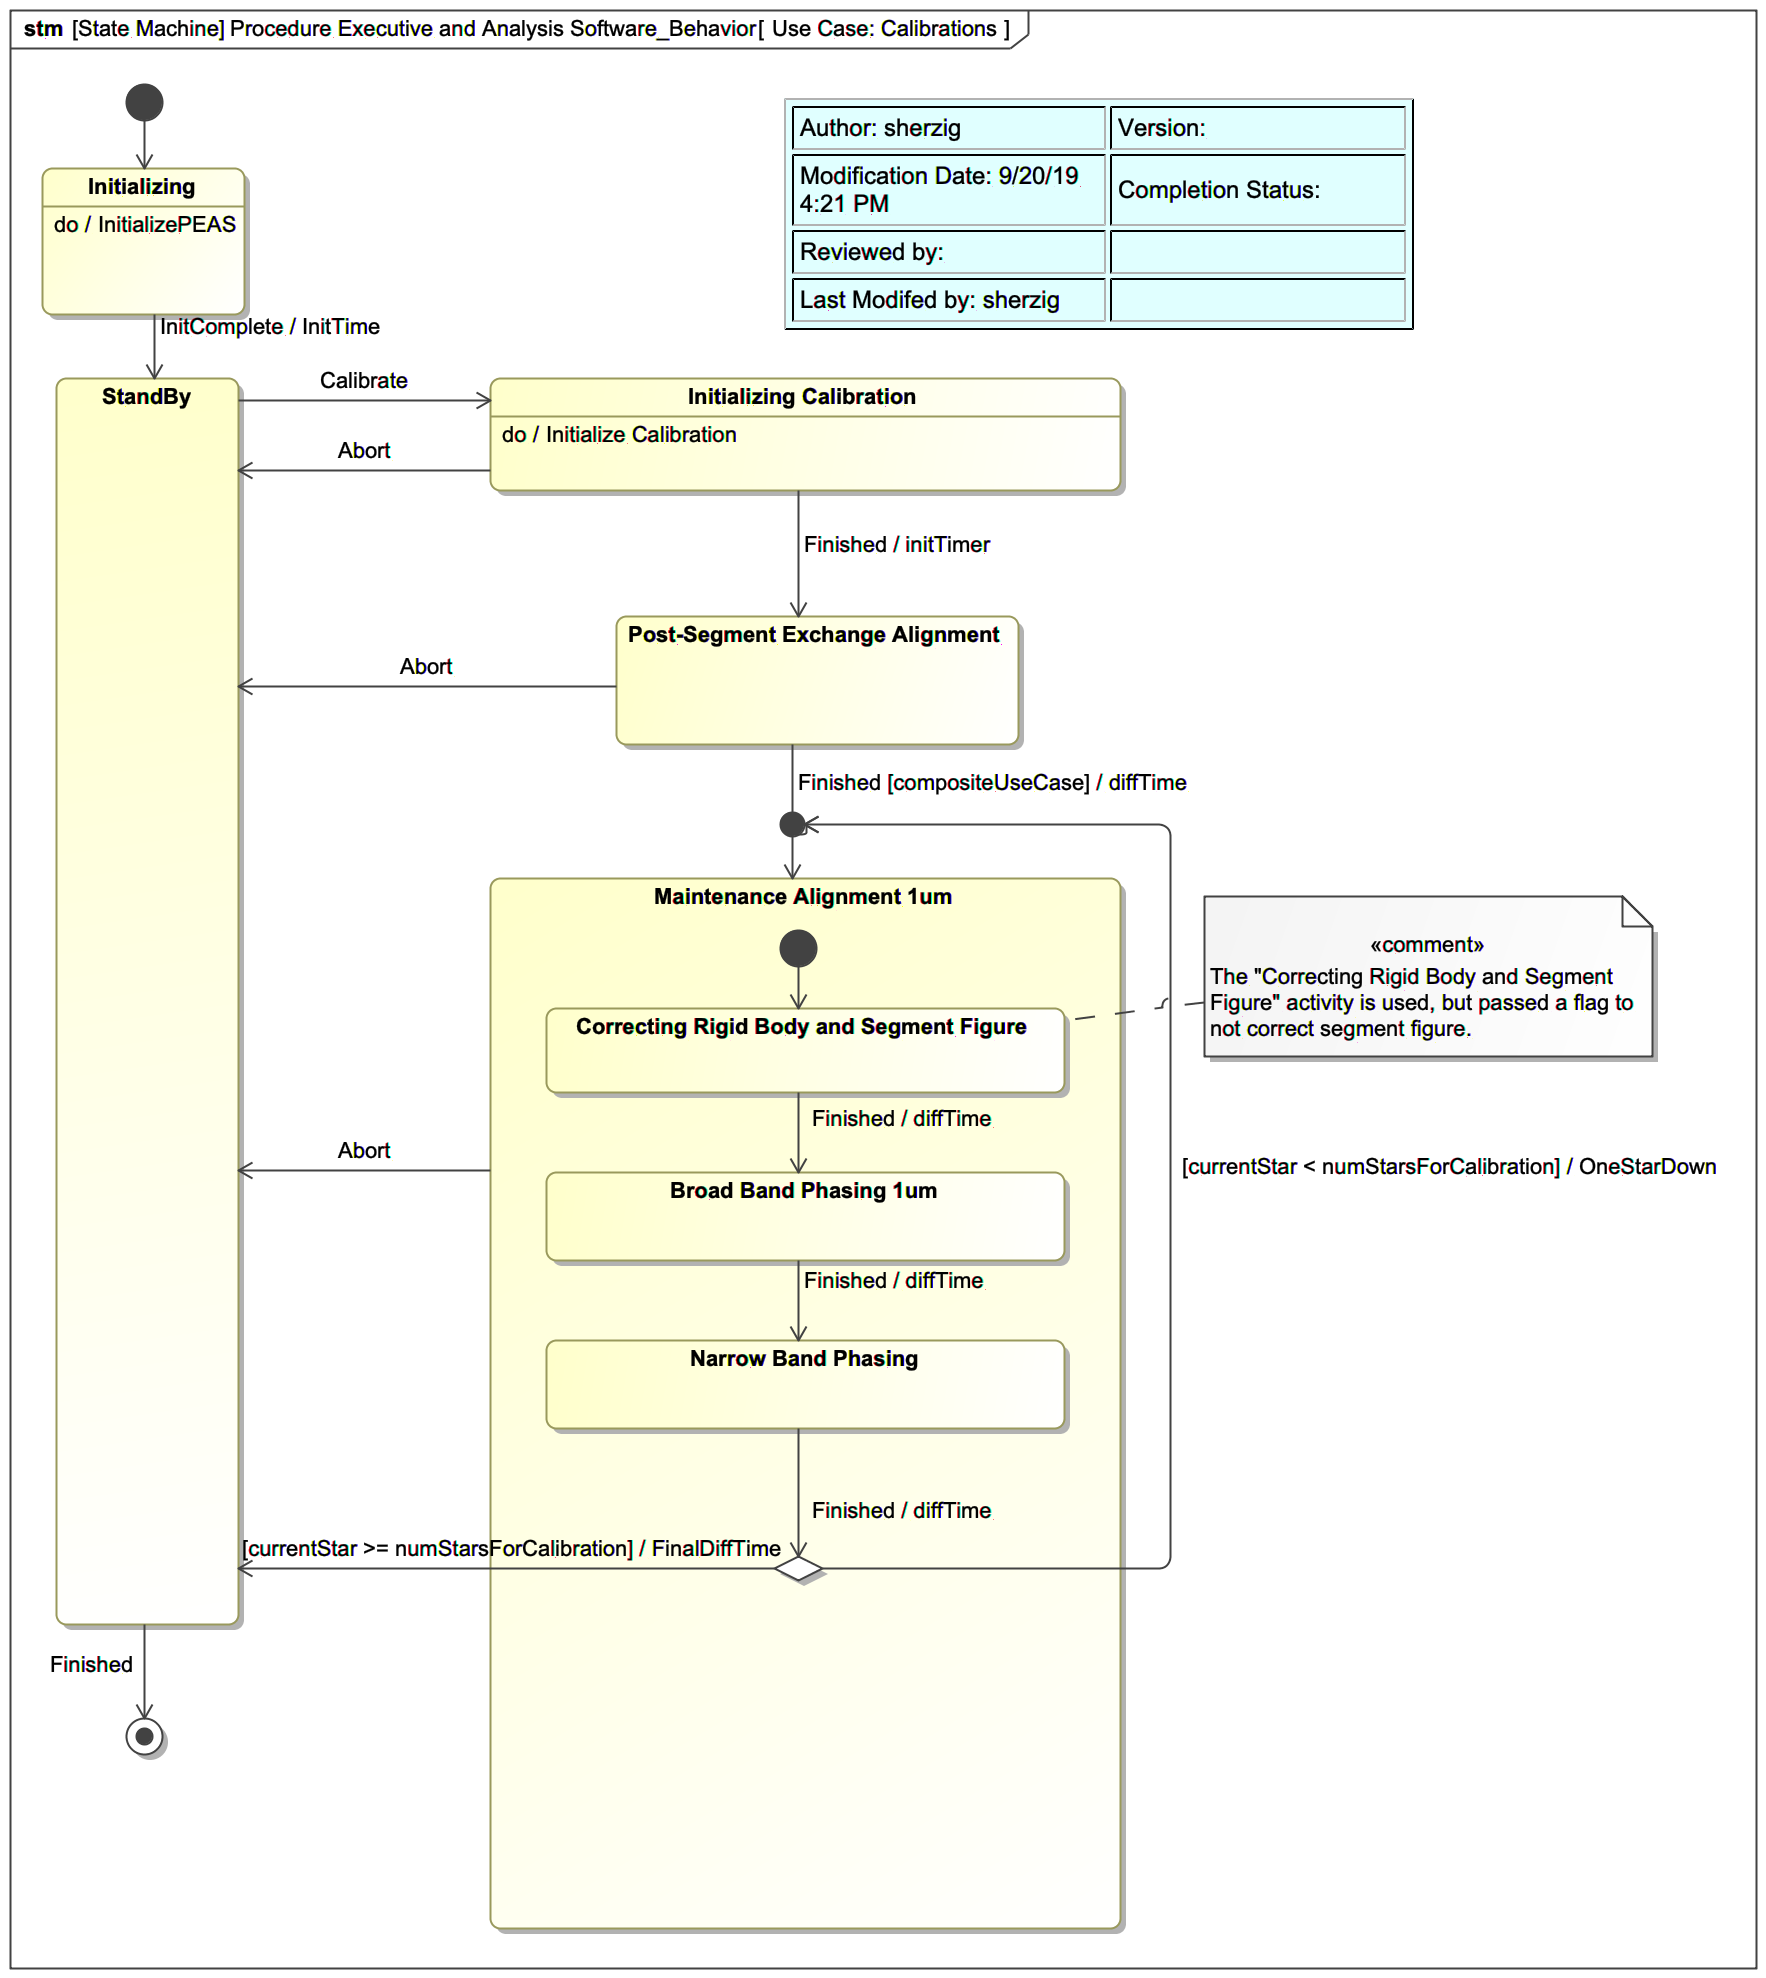 stm [State Machine] Procedure Executive and Analysis Software_Behavior[ Use Case: Calibrations ]
Author: sherzig
Version:
Modification Date: 9/20/19
4:21 PM
Completion Status:
Reviewed by:
Last Modifed by: sherzig
Initializing
do / InitializePEAS
InitComplete / InitTime
StandBy
Calibrate
Initializing Calibration
do / Initialize Calibration
Abort
Finished / initTimer
Post-Segment Exchange Alignment
Abort
Finished [compositeUseCase] / diffTime
Maintenance Alignment 1um
«comment»
The "Correcting Rigid Body and Segment
Figure" activity is used, but passed a flag to
not correct segment figure.
Correcting Rigid Body and Segment Figure
Finished / diffTime
Abort
[currentStar < numStarsForCalibration] / OneStarDown
Broad Band Phasing 1um
Finished / diffTime
Narrow Band Phasing
Finished / diffTime
[currentStar >= numStarsForCalibration] / FinalDiffTime
Finished